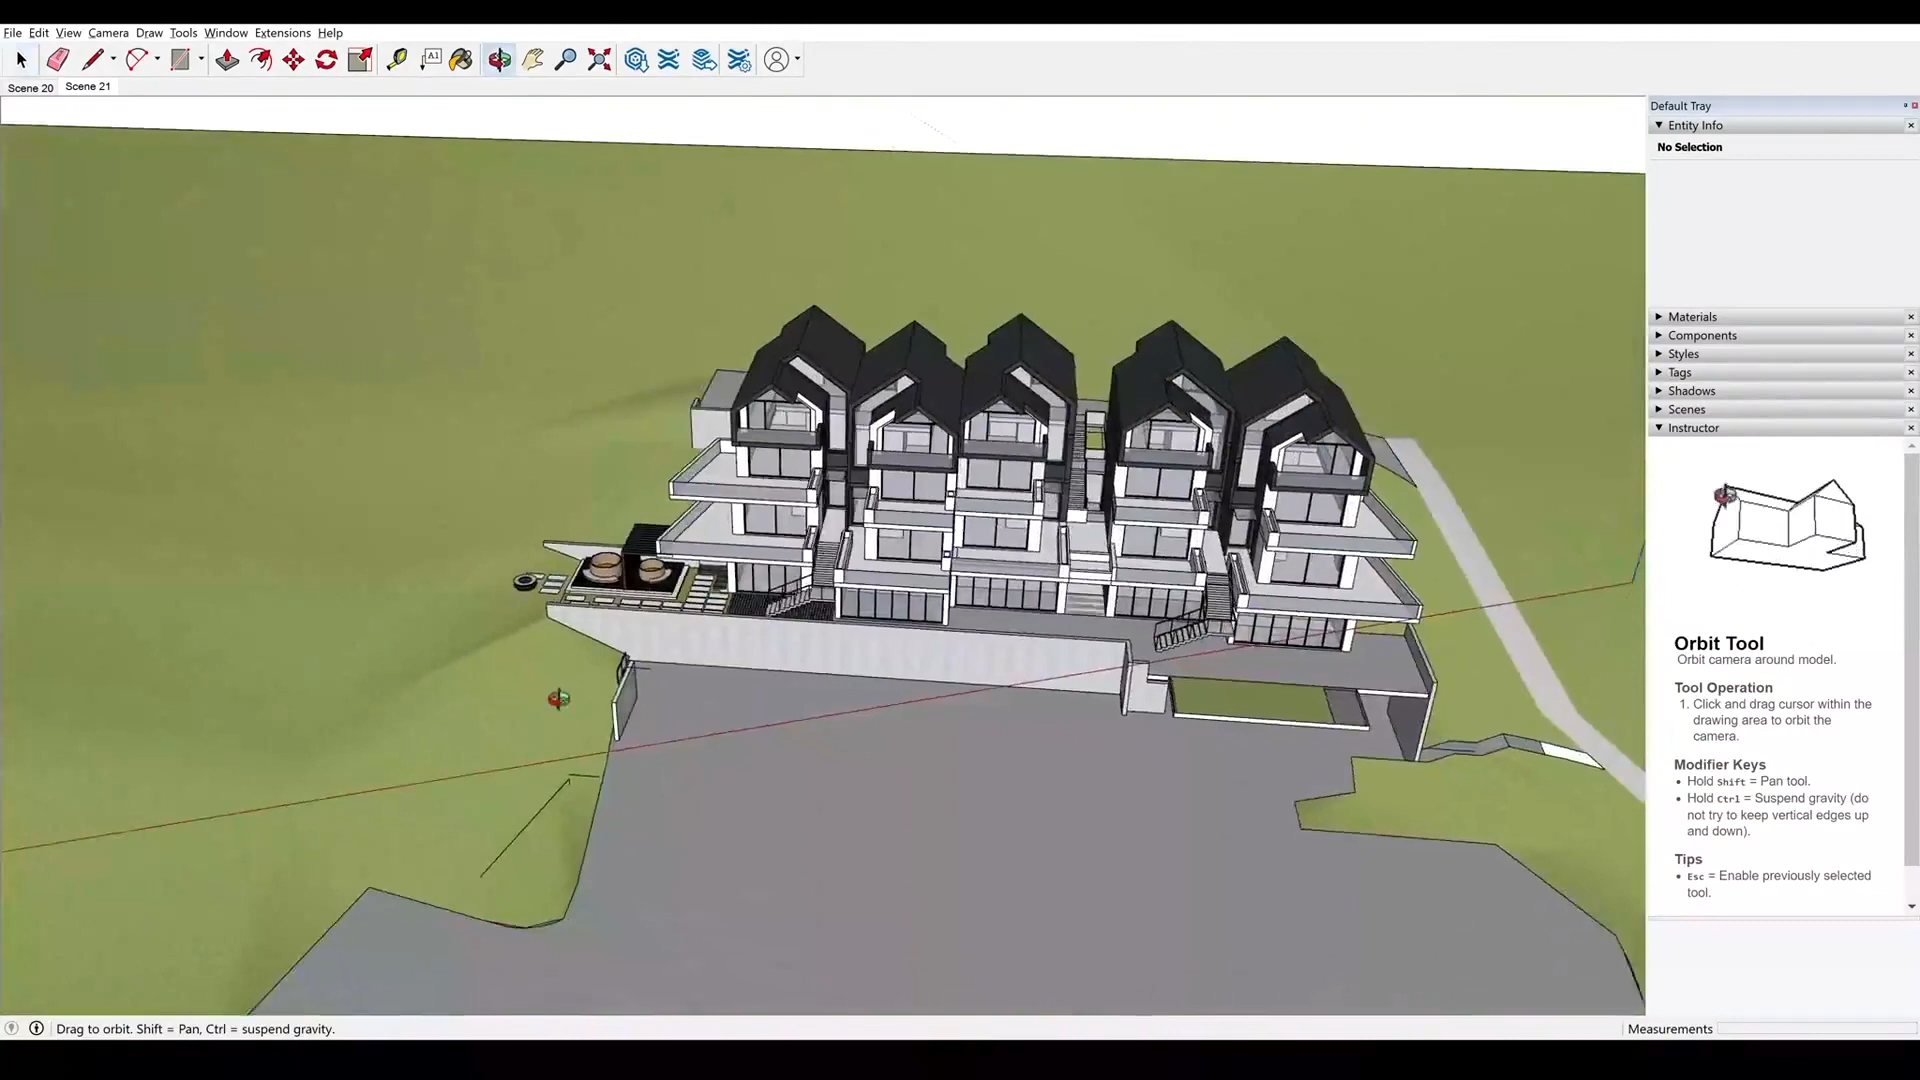 File Edit View Camera Draw Tools Window Extensions Help
A1
Scene 20 Scene 21
Default Tray
Entity Info
No Selection
Materials
Components
Styles
Tags
Shadows
Scenes
Instructor
Orbit Tool
Orbit camera around model.
Tool Operation
1. Click and drag cursor within the
drawing area to orbit the
camera.
Modifier Keys
• Hold Shift = Pan tool.
• Hold Ctrl = Suspend gravity (do
not try to keep vertical edges up
and down).
Tips
• Esc = Enable previously selected
tool.
Drag to orbit. Shift = Pan, Ctrl = suspend gravity.
Measurements